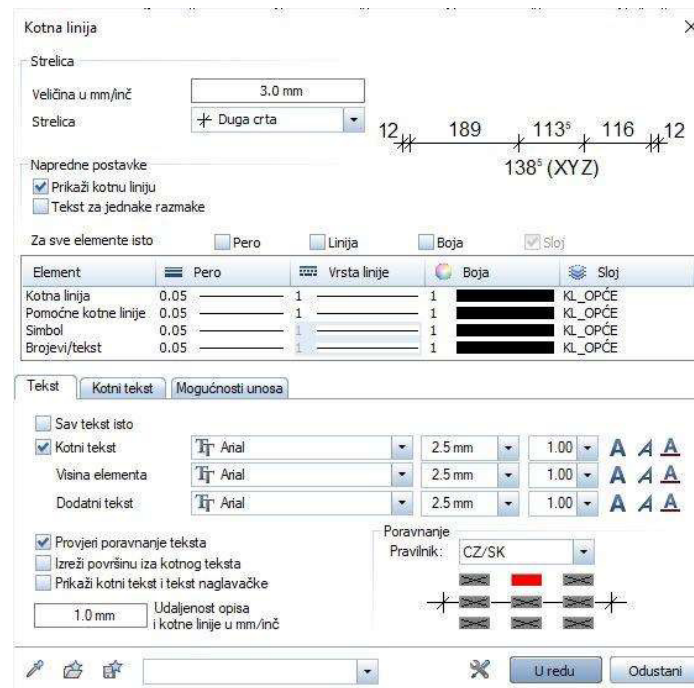 Kotna linija
Strelica
Veličina u mm/inč 3.0 mm
Strelica Duga crta
12 189 113⁵ 116 12
138⁵ (XYZ)
Napredne postavke
Prikaži kotnu liniju
Tekst za jednake razmake
Za sve elemente isto Pero Linija Boja Sloj
Element Pero Vrsta linije Boja Sloj
Kotna linija 0.05 1 1 KL_OPĆE
Pomoćne kotne linije 0.05 1 1 KL_OPĆE
Simbol 0.05 1 1 KL_OPĆE
Brojevi/tekst 0.05 1 1 KL_OPĆE
Tekst Kotni tekst Mogućnosti unosa
Sav tekst isto
Kotni tekst Arial 2.5 mm 1.00 A A A
Visina elementa Arial 2.5 mm 1.00 A A A
Dodatni tekst Arial 2.5 mm 1.00 A A A
Provjeri poravnanje teksta
Izreži površinu iza kotnog teksta
Prikaži kotni tekst i tekst naglavačke
1.0 mm Udaljenost opisa
i kotne linije u mm/inč
Poravnanje
Pravilnik: CZ/SK
U redu Odustani